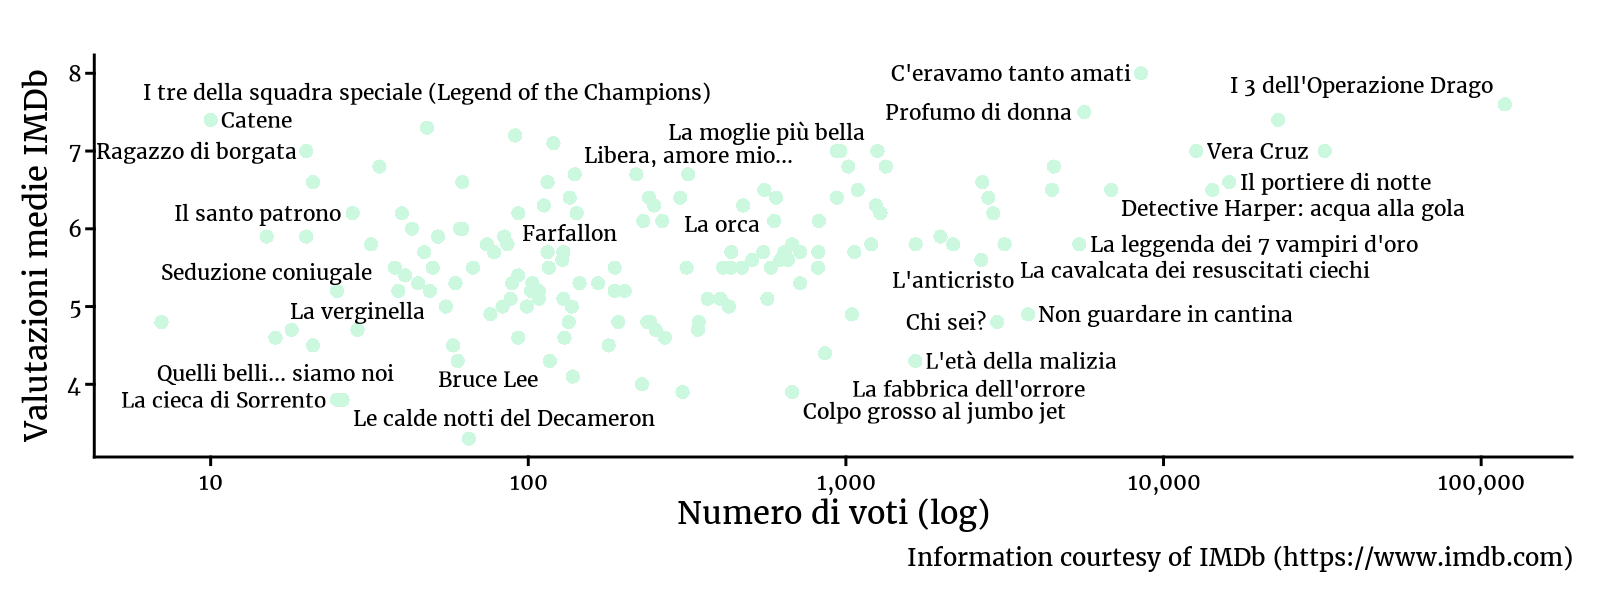 Valutazioni medie IMDb
8
7
6
5
4
C'eravamo tanto amati
I 3 dell'Operazione Drago
I tre della squadra speciale (Legend of the Champions)
Profumo di donna
Catene
La moglie più bella
Ragazzo di borgata
Libera, amore mio...
Vera Cruz
Il portiere di notte
Il santo patrono
Detective Harper: acqua alla gola
La orca
Farfallon
La leggenda dei 7 vampiri d'oro
Seduzione coniugale
La cavalcata dei resuscitati ciechi
L'anticristo
La verginella
Non guardare in cantina
Chi sei?
L'età della malizia
Quelli belli... siamo noi
Bruce Lee
La fabbrica dell'orrore
La cieca di Sorrento
Colpo grosso al jumbo jet
Le calde notti del Decameron
10
100
1,000
10,000
100,000
Numero di voti (log)
Information courtesy of IMDb (https://www.imdb.com)